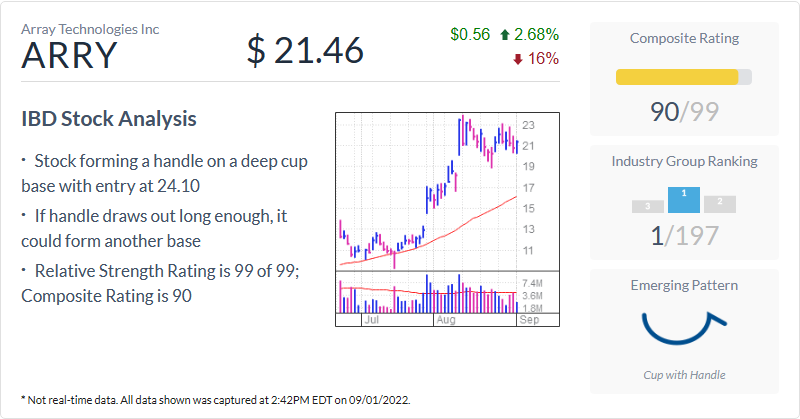 Array Technologies Inc
ARRY
$ 21.46
$0.56 2.68%
16%
IBD Stock Analysis
· Stock forming a handle on a deep cup
base with entry at 24.10
· If handle draws out long enough, it
could form another base
· Relative Strength Rating is 99 of 99;
Composite Rating is 90
23
21
19
17
15
13
11
7.4M
3.6M
1.8M
Jul Aug Sep
Composite Rating
90/99
Industry Group Ranking
3 1 2
1/197
Emerging Pattern
Cup with Handle
* Not real-time data. All data shown was captured at 2:42PM EDT on 09/01/2022.